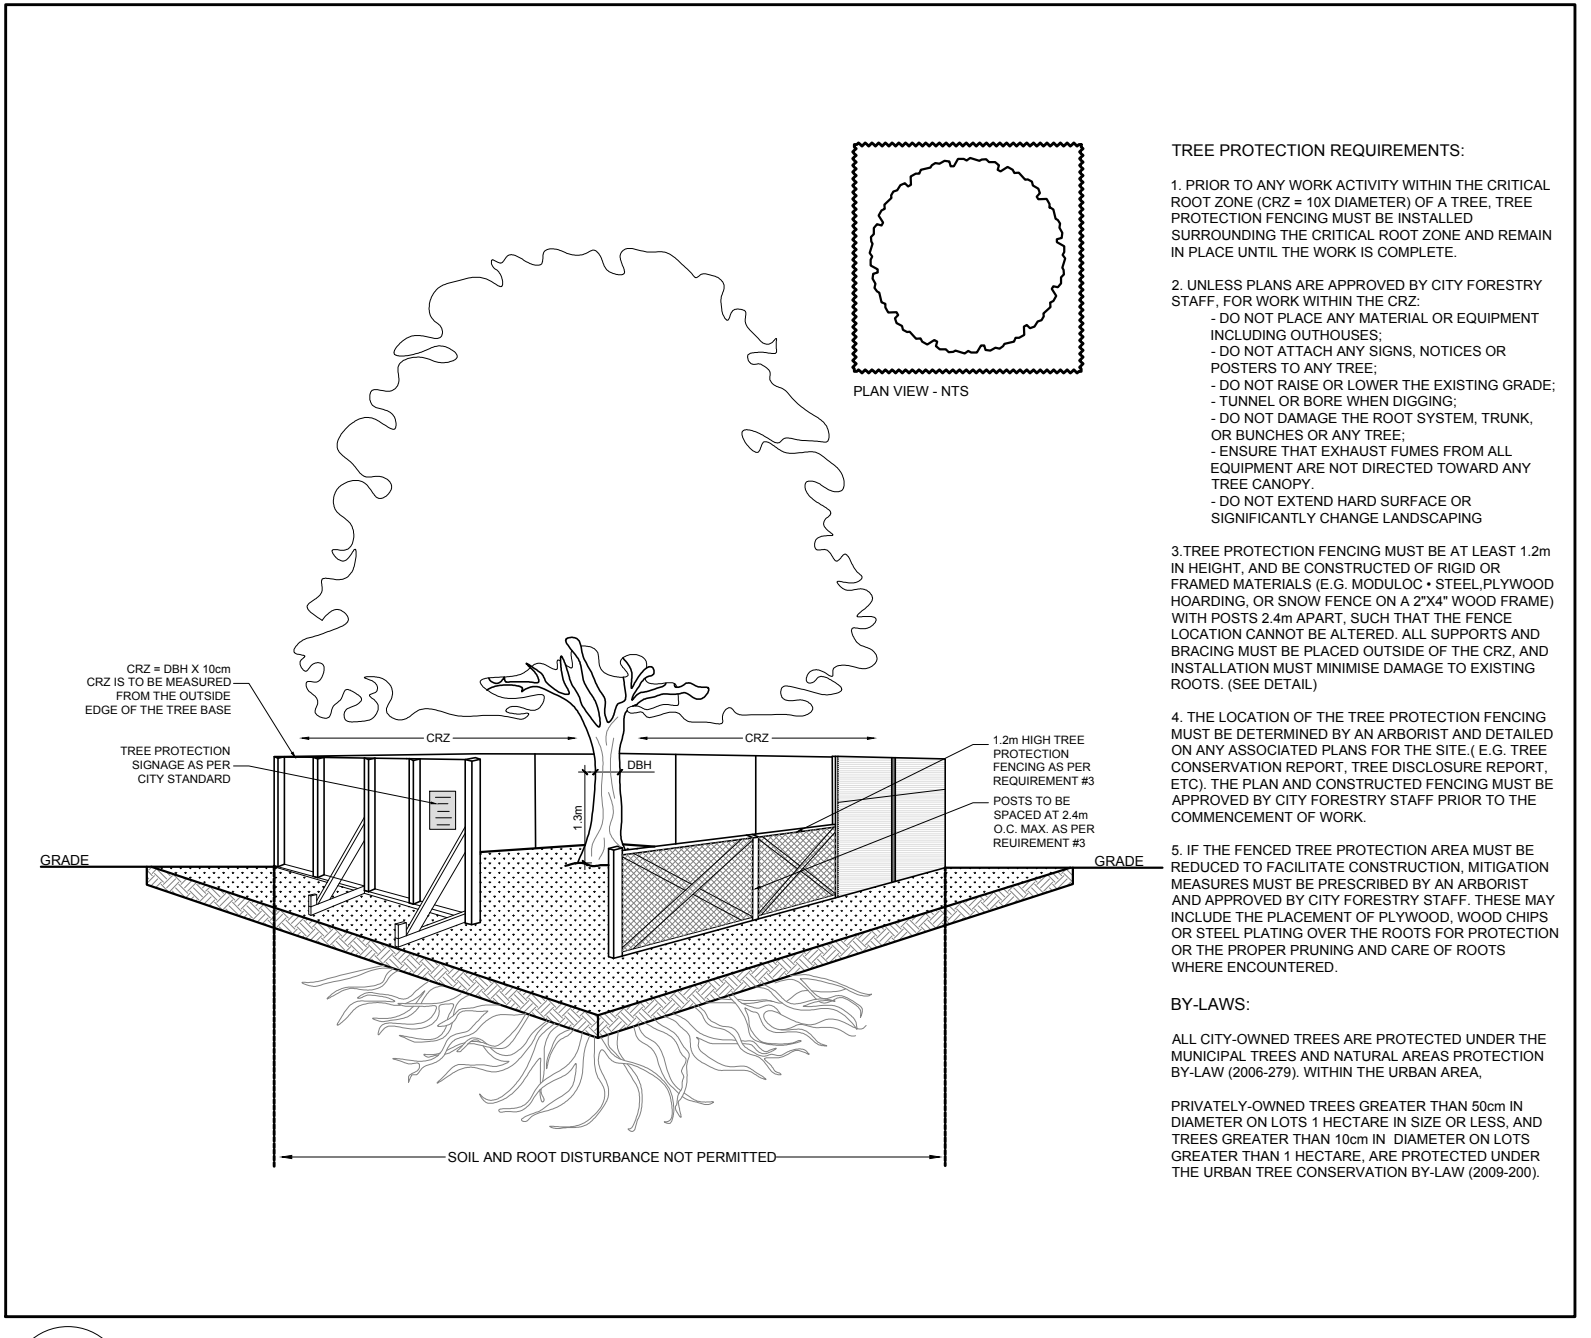 PLAN VIEW - NTS
CRZ = DBH X 10cm
CRZ IS TO BE MEASURED
FROM THE OUTSIDE
EDGE OF THE TREE BASE
TREE PROTECTION
SIGNAGE AS PER
CITY STANDARD
CRZ
CRZ
DBH
1.3m
1.2m HIGH TREE
PROTECTION
FENCING AS PER
REQUIREMENT #3
POSTS TO BE
SPACED AT 2.4m
O.C. MAX. AS PER
REUIREMENT #3
GRADE
GRADE
SOIL AND ROOT DISTURBANCE NOT PERMITTED
TREE PROTECTION REQUIREMENTS:
1. PRIOR TO ANY WORK ACTIVITY WITHIN THE CRITICAL
ROOT ZONE (CRZ = 10X DIAMETER) OF A TREE, TREE
PROTECTION FENCING MUST BE INSTALLED
SURROUNDING THE CRITICAL ROOT ZONE AND REMAIN
IN PLACE UNTIL THE WORK IS COMPLETE.
2. UNLESS PLANS ARE APPROVED BY CITY FORESTRY
STAFF, FOR WORK WITHIN THE CRZ:
- DO NOT PLACE ANY MATERIAL OR EQUIPMENT
INCLUDING OUTHOUSES;
- DO NOT ATTACH ANY SIGNS, NOTICES OR
POSTERS TO ANY TREE;
- DO NOT RAISE OR LOWER THE EXISTING GRADE;
- TUNNEL OR BORE WHEN DIGGING;
- DO NOT DAMAGE THE ROOT SYSTEM, TRUNK,
OR BUNCHES OR ANY TREE;
- ENSURE THAT EXHAUST FUMES FROM ALL
EQUIPMENT ARE NOT DIRECTED TOWARD ANY
TREE CANOPY.
- DO NOT EXTEND HARD SURFACE OR
SIGNIFICANTLY CHANGE LANDSCAPING
3.TREE PROTECTION FENCING MUST BE AT LEAST 1.2m
IN HEIGHT, AND BE CONSTRUCTED OF RIGID OR
FRAMED MATERIALS (E.G. MODULOC • STEEL,PLYWOOD
HOARDING, OR SNOW FENCE ON A 2"X4" WOOD FRAME)
WITH POSTS 2.4m APART, SUCH THAT THE FENCE
LOCATION CANNOT BE ALTERED. ALL SUPPORTS AND
BRACING MUST BE PLACED OUTSIDE OF THE CRZ, AND
INSTALLATION MUST MINIMISE DAMAGE TO EXISTING
ROOTS. (SEE DETAIL)
4. THE LOCATION OF THE TREE PROTECTION FENCING
MUST BE DETERMINED BY AN ARBORIST AND DETAILED
ON ANY ASSOCIATED PLANS FOR THE SITE.( E.G. TREE
CONSERVATION REPORT, TREE DISCLOSURE REPORT,
ETC). THE PLAN AND CONSTRUCTED FENCING MUST BE
APPROVED BY CITY FORESTRY STAFF PRIOR TO THE
COMMENCEMENT OF WORK.
5. IF THE FENCED TREE PROTECTION AREA MUST BE
REDUCED TO FACILITATE CONSTRUCTION, MITIGATION
MEASURES MUST BE PRESCRIBED BY AN ARBORIST
AND APPROVED BY CITY FORESTRY STAFF. THESE MAY
INCLUDE THE PLACEMENT OF PLYWOOD, WOOD CHIPS
OR STEEL PLATING OVER THE ROOTS FOR PROTECTION
OR THE PROPER PRUNING AND CARE OF ROOTS
WHERE ENCOUNTERED.
BY-LAWS:
ALL CITY-OWNED TREES ARE PROTECTED UNDER THE
MUNICIPAL TREES AND NATURAL AREAS PROTECTION
BY-LAW (2006-279). WITHIN THE URBAN AREA,
PRIVATELY-OWNED TREES GREATER THAN 50cm IN
DIAMETER ON LOTS 1 HECTARE IN SIZE OR LESS, AND
TREES GREATER THAN 10cm IN DIAMETER ON LOTS
GREATER THAN 1 HECTARE, ARE PROTECTED UNDER
THE URBAN TREE CONSERVATION BY-LAW (2009-200).